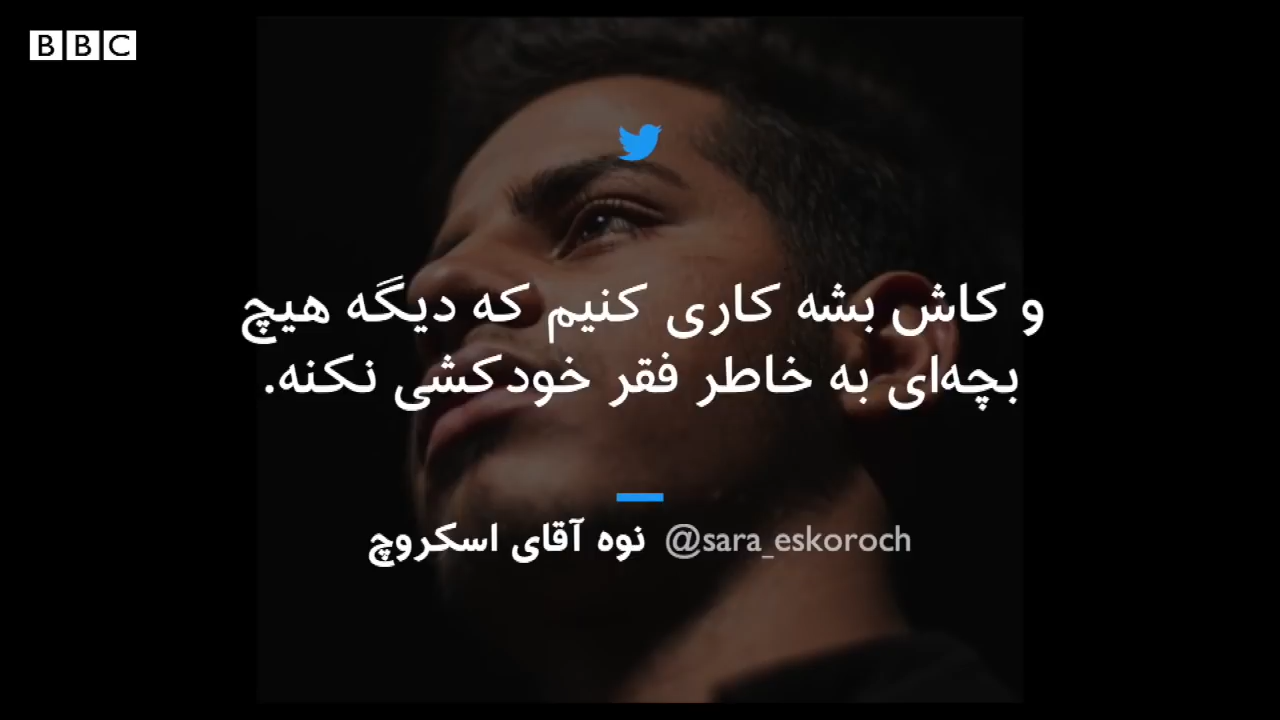 BBC
و کاش بشه کاری کنیم که دیگه هیچ
بچه‌ای به خاطر فقر خودکشی نکنه.
نوه آقای اسکروچ @sara_eskoroch